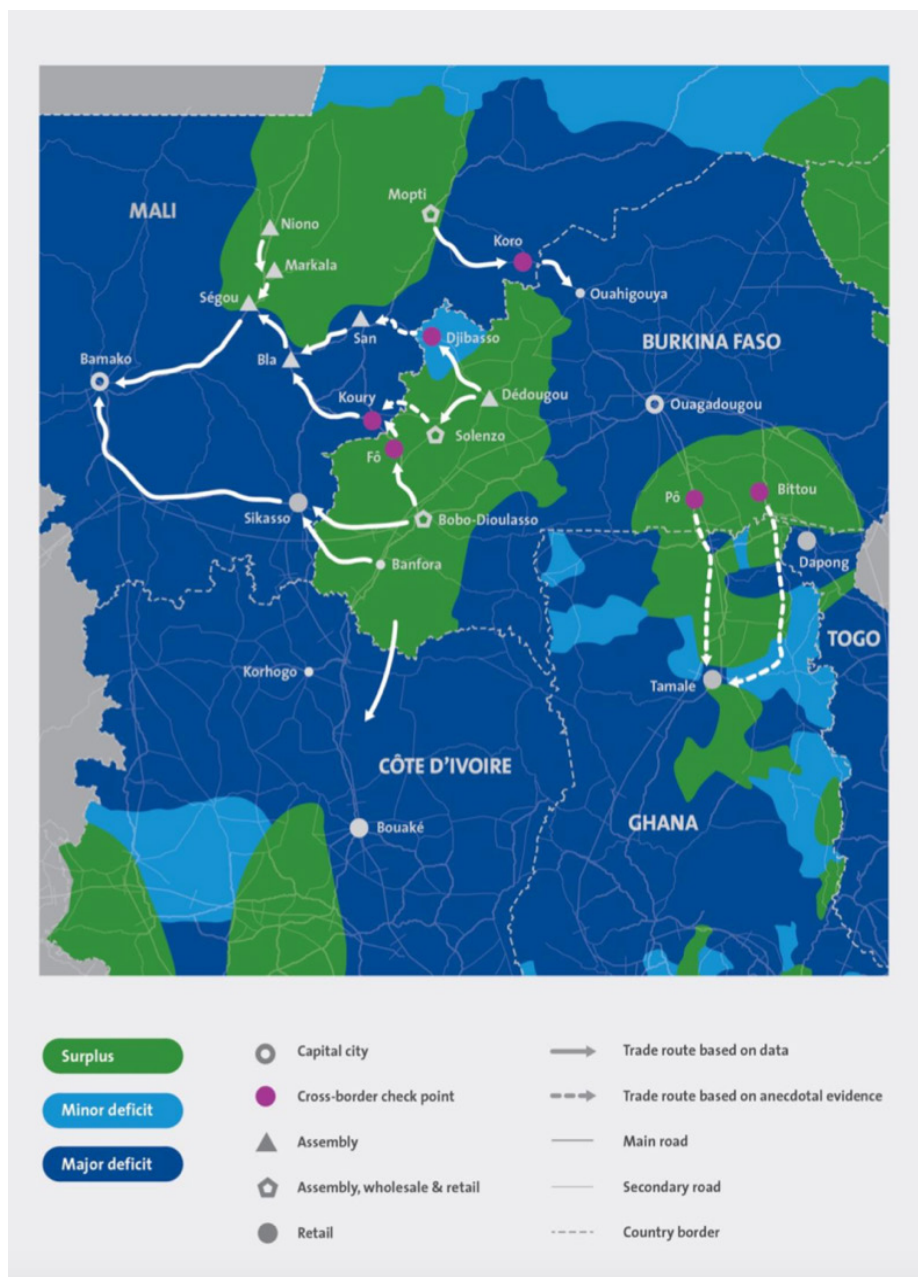 Mopti
MALI
Niono
Koro
Markala
Ségou
Ouahigouya
San
Djibasso
BURKINA FASO
Bamako
Bla
Koury
Dédougou
Ouagadougou
Solenzo
Fô
Pô
Bittou
Sikasso
Bobo-Dioulasso
Banfora
Dapong
TOGO
Korhogo
Tamale
CÔTE D'IVOIRE
GHANA
Bouaké
Surplus
Minor deficit
Major deficit
Capital city
Cross-border check point
Assembly
Assembly, wholesale & retail
Retail
Trade route based on data
Trade route based on anecdotal evidence
Main road
Secondary road
Country border